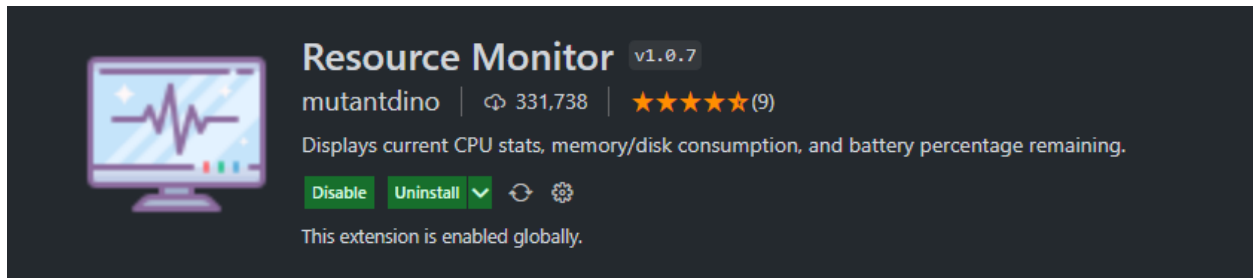 Resource Monitor v1.0.7
mutantdino 331,738 (9)
Displays current CPU stats, memory/disk consumption, and battery percentage remaining.
Disable Uninstall
This extension is enabled globally.